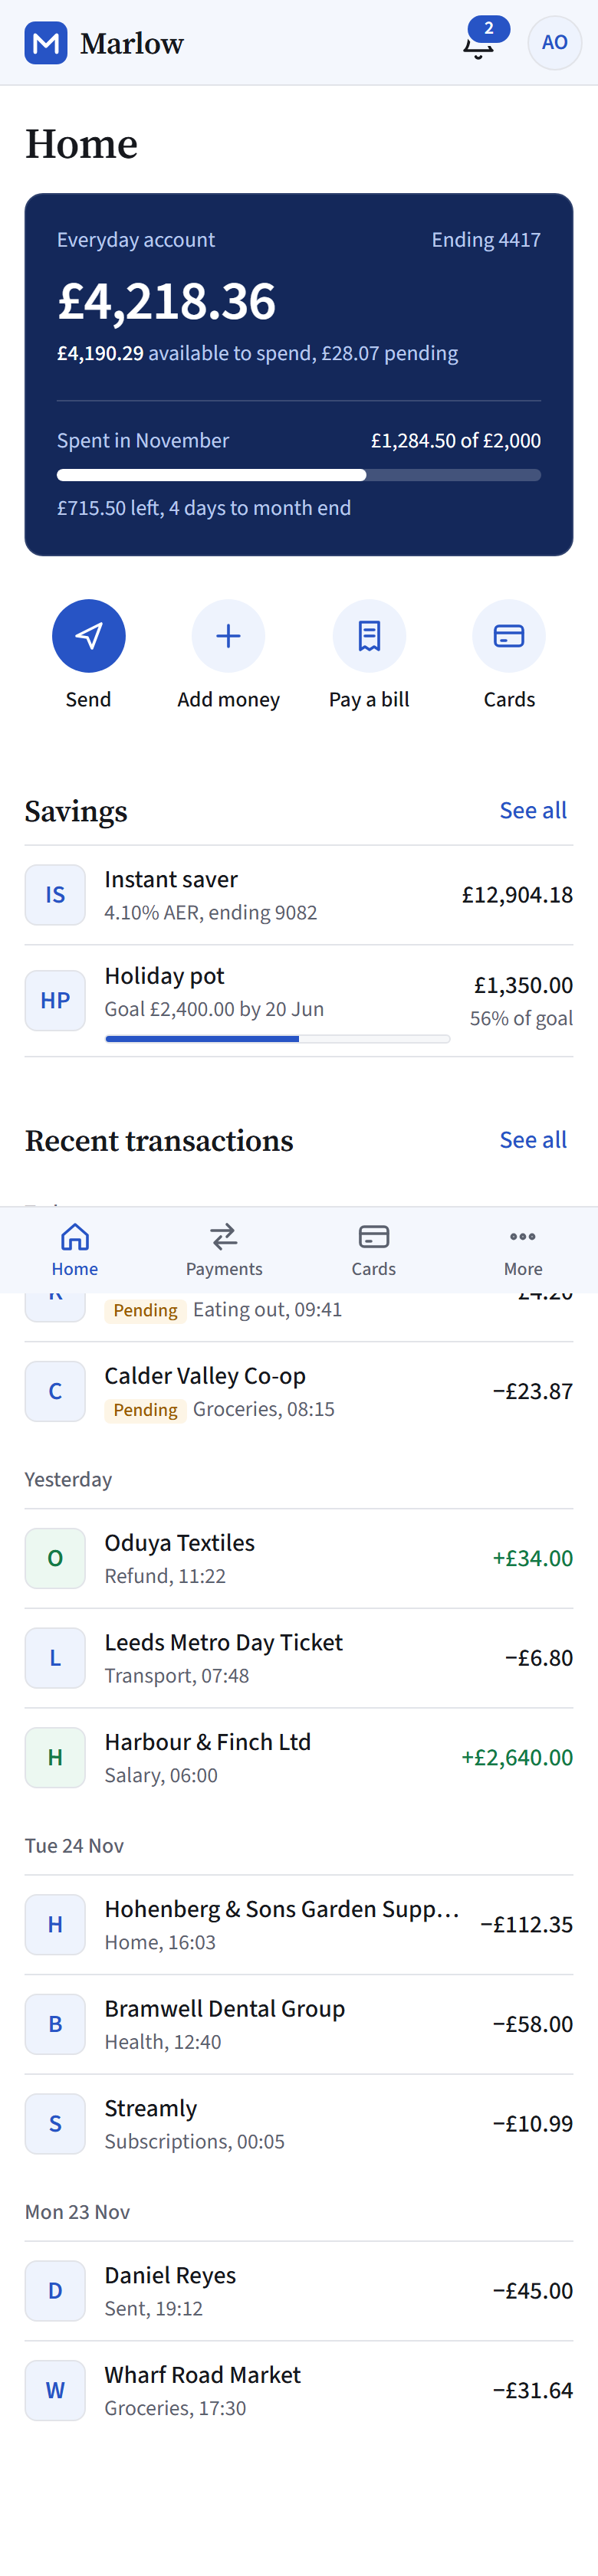 Marlow
2
AO
Home
Everyday account
Ending 4417
£4,218.36
£4,190.29 available to spend, £28.07 pending
Spent in November
£1,284.50 of £2,000
£715.50 left, 4 days to month end
Send
Add money
Pay a bill
Cards
Savings
See all
IS
Instant saver
4.10% AER, ending 9082
£12,904.18
HP
Holiday pot
Goal £2,400.00 by 20 Jun
£1,350.00
56% of goal
Recent transactions
See all
Home
Payments
Cards
More
Pending
Eating out, 09:41
C
Calder Valley Co-op
Pending
Groceries, 08:15
−£23.87
Yesterday
O
Oduya Textiles
Refund, 11:22
+£34.00
L
Leeds Metro Day Ticket
Transport, 07:48
−£6.80
H
Harbour & Finch Ltd
Salary, 06:00
+£2,640.00
Tue 24 Nov
H
Hohenberg & Sons Garden Supp…
Home, 16:03
−£112.35
B
Bramwell Dental Group
Health, 12:40
−£58.00
S
Streamly
Subscriptions, 00:05
−£10.99
Mon 23 Nov
D
Daniel Reyes
Sent, 19:12
−£45.00
W
Wharf Road Market
Groceries, 17:30
−£31.64